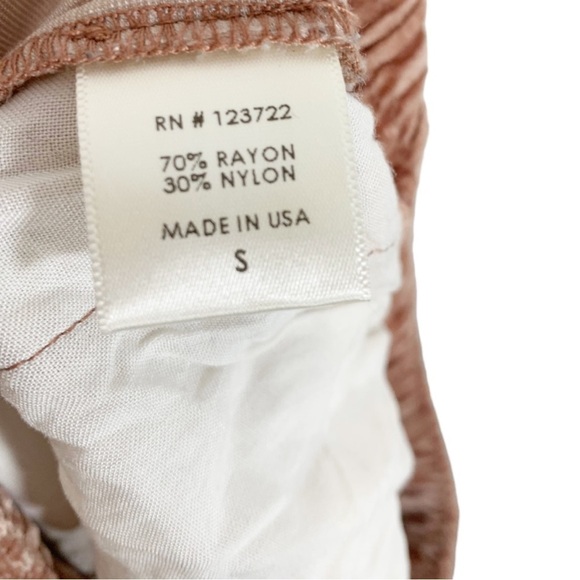 RN # 123722
70% RAYON
30% NYLON
MADE IN USA
S